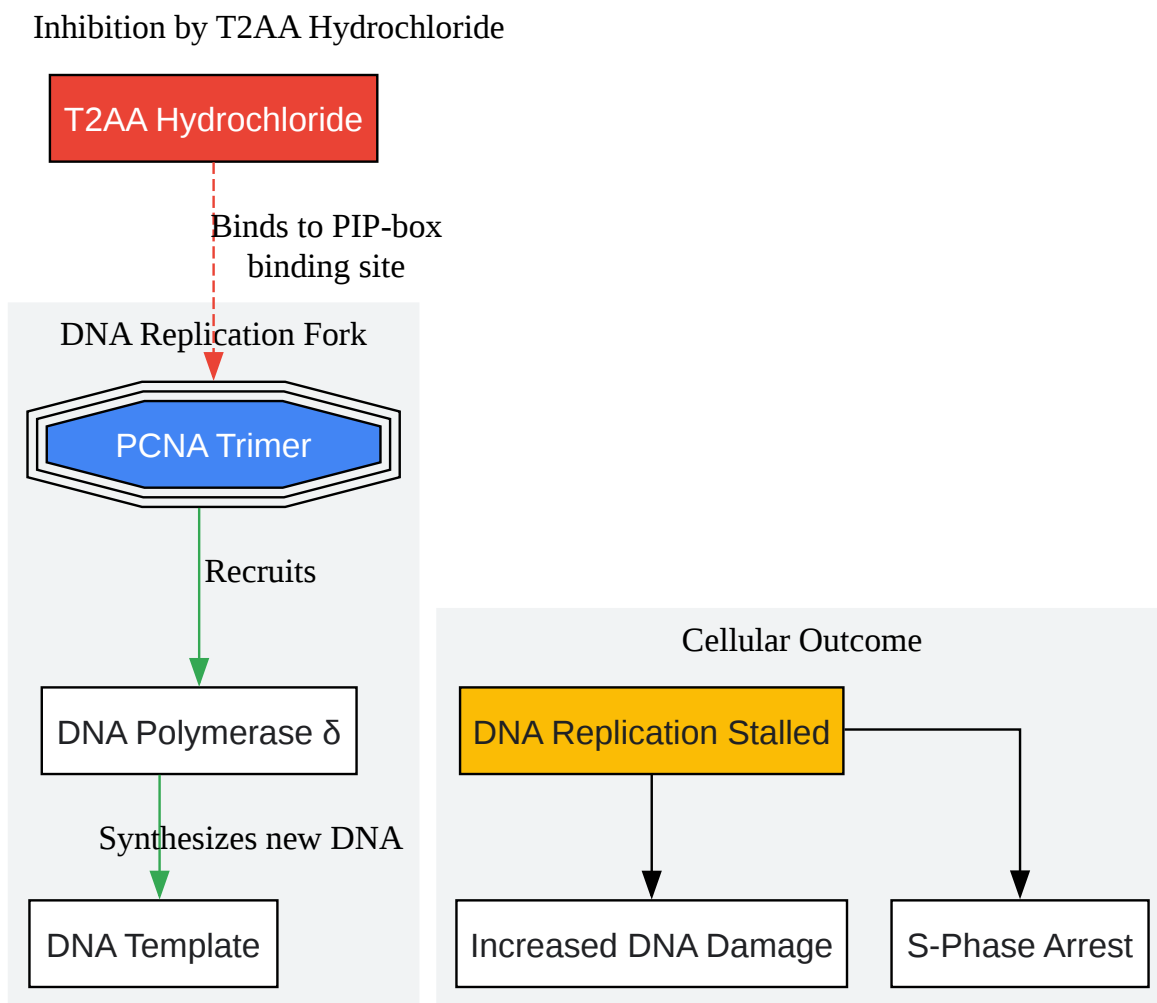 Inhibition by T2AA Hydrochloride
T2AA Hydrochloride
Binds to PIP-box
binding site
DNA Replication Fork
PCNA Trimer
Recruits
DNA Polymerase δ
Synthesizes new DNA
DNA Template
Cellular Outcome
DNA Replication Stalled
Increased DNA Damage
S-Phase Arrest